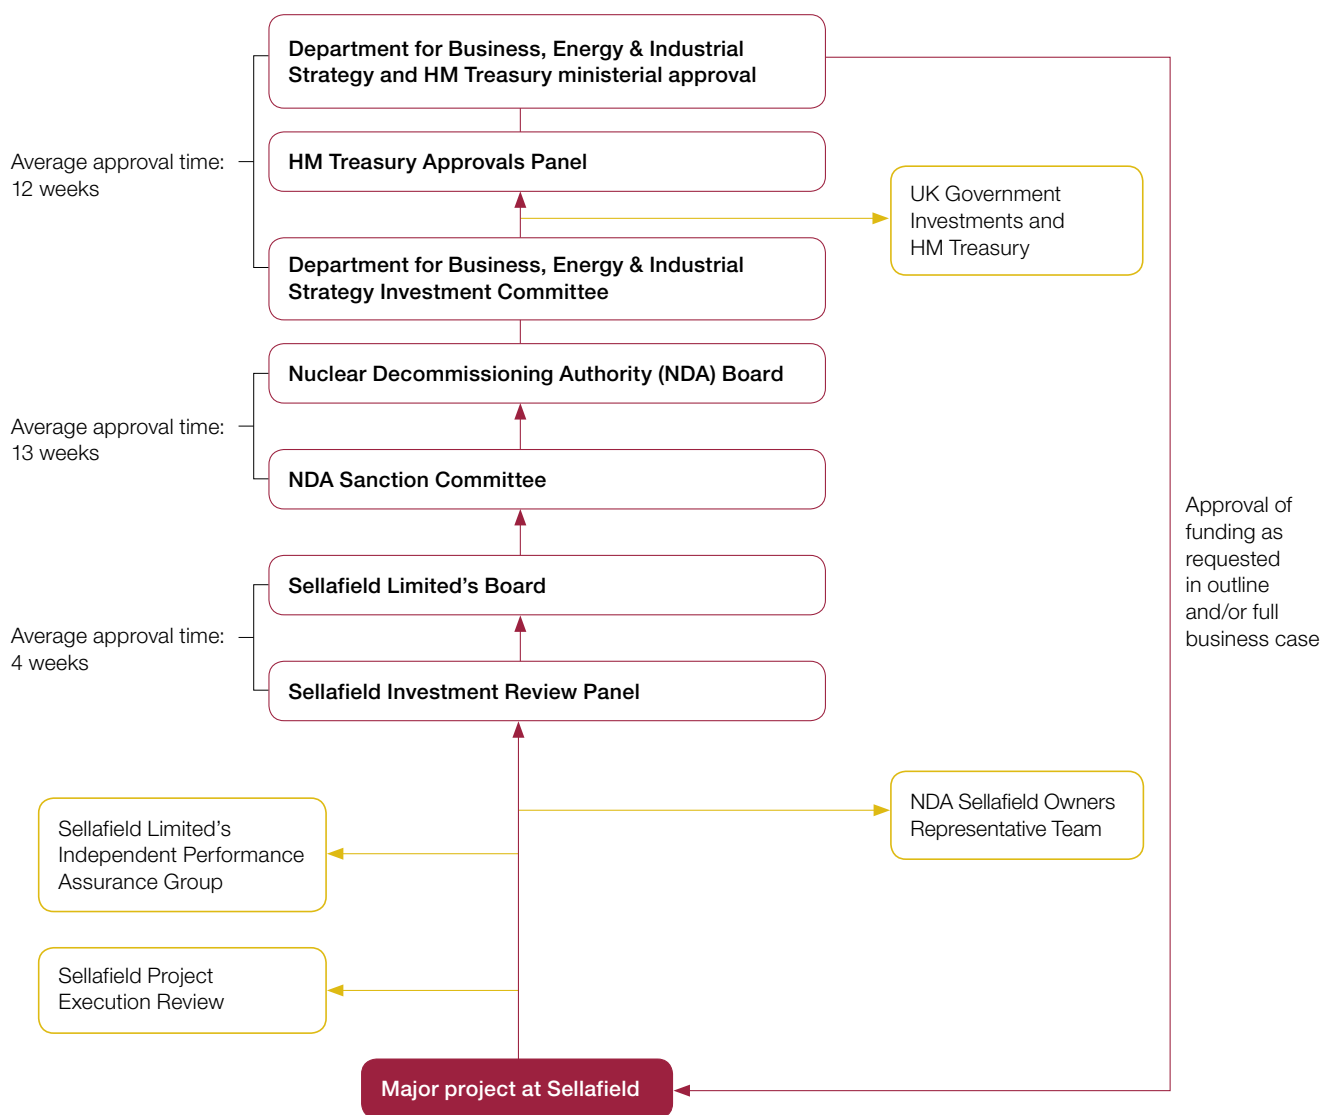 Department for Business, Energy & Industrial
Strategy and HM Treasury ministerial approval
Average approval time:
12 weeks
HM Treasury Approvals Panel
UK Government
Investments and
HM Treasury
Department for Business, Energy & Industrial
Strategy Investment Committee
Nuclear Decommissioning Authority (NDA) Board
Average approval time:
13 weeks
NDA Sanction Committee
Approval of
funding as
requested
in outline
and/or full
business case
Sellafield Limited’s Board
Average approval time:
4 weeks
Sellafield Investment Review Panel
NDA Sellafield Owners
Representative Team
Sellafield Limited’s
Independent Performance
Assurance Group
Sellafield Project
Execution Review
Major project at Sellafield